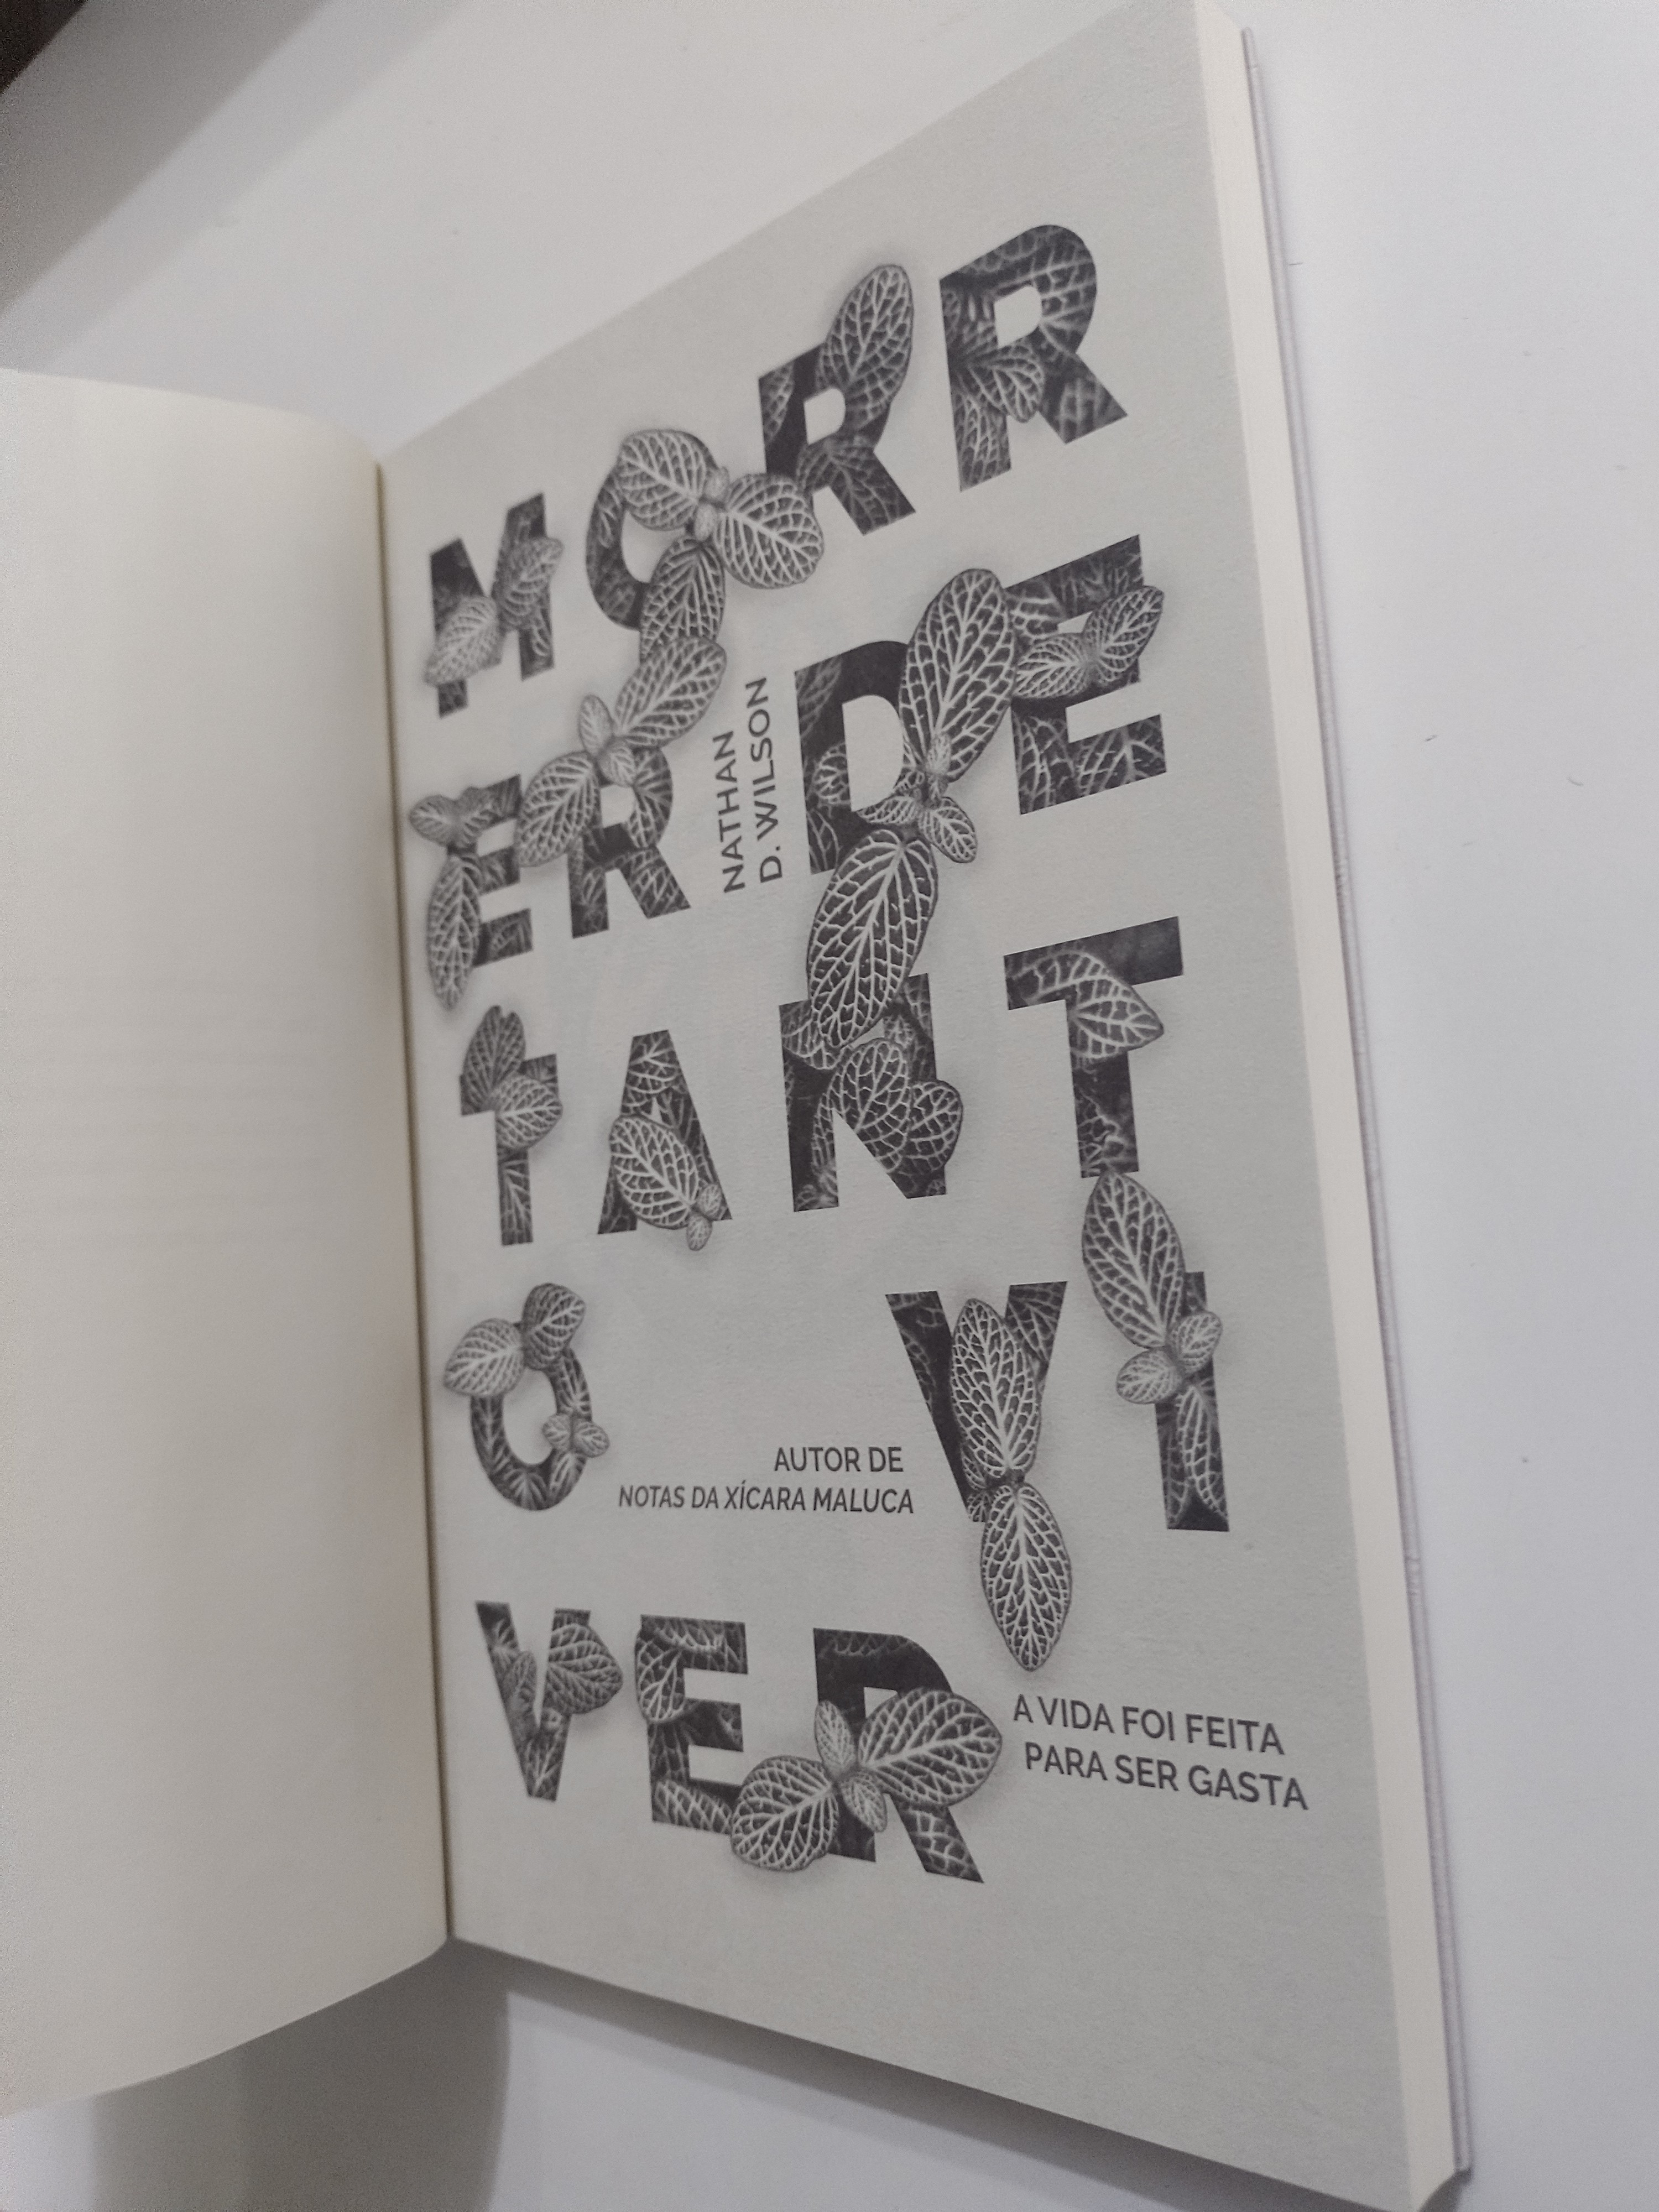 MORR
ER DE
NATHAN
D. WILSON
TANT
O VI
AUTOR DE
NOTAS DA XÍCARA MALUCA
VER
A VIDA FOI FEITA
PARA SER GASTA